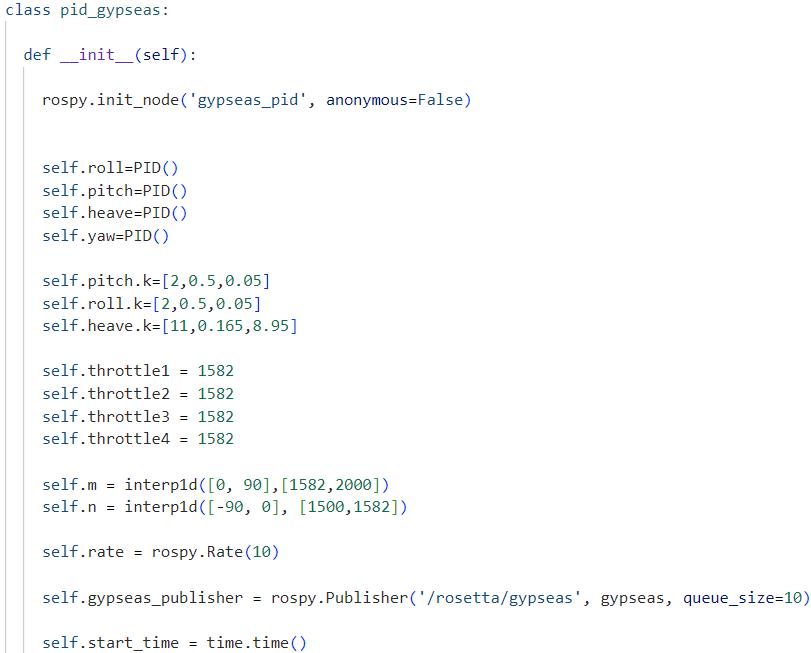 class pid_gypseas:
def __init__(self):
rospy.init_node('gypseas_pid', anonymous=False)
self.roll=PID()
self.pitch=PID()
self.heave=PID()
self.yaw=PID()
self.pitch.k=[2,0.5,0.05]
self.roll.k=[2,0.5,0.05]
self.heave.k=[11,0.165,8.95]
self.throttle1 = 1582
self.throttle2 = 1582
self.throttle3 = 1582
self.throttle4 = 1582
self.m = interp1d([0, 90],[1582,2000])
self.n = interp1d([-90, 0], [1500,1582])
self.rate = rospy.Rate(10)
self.gypseas_publisher = rospy.Publisher('/rosetta/gypseas', gypseas, queue_size=10)
self.start_time = time.time()